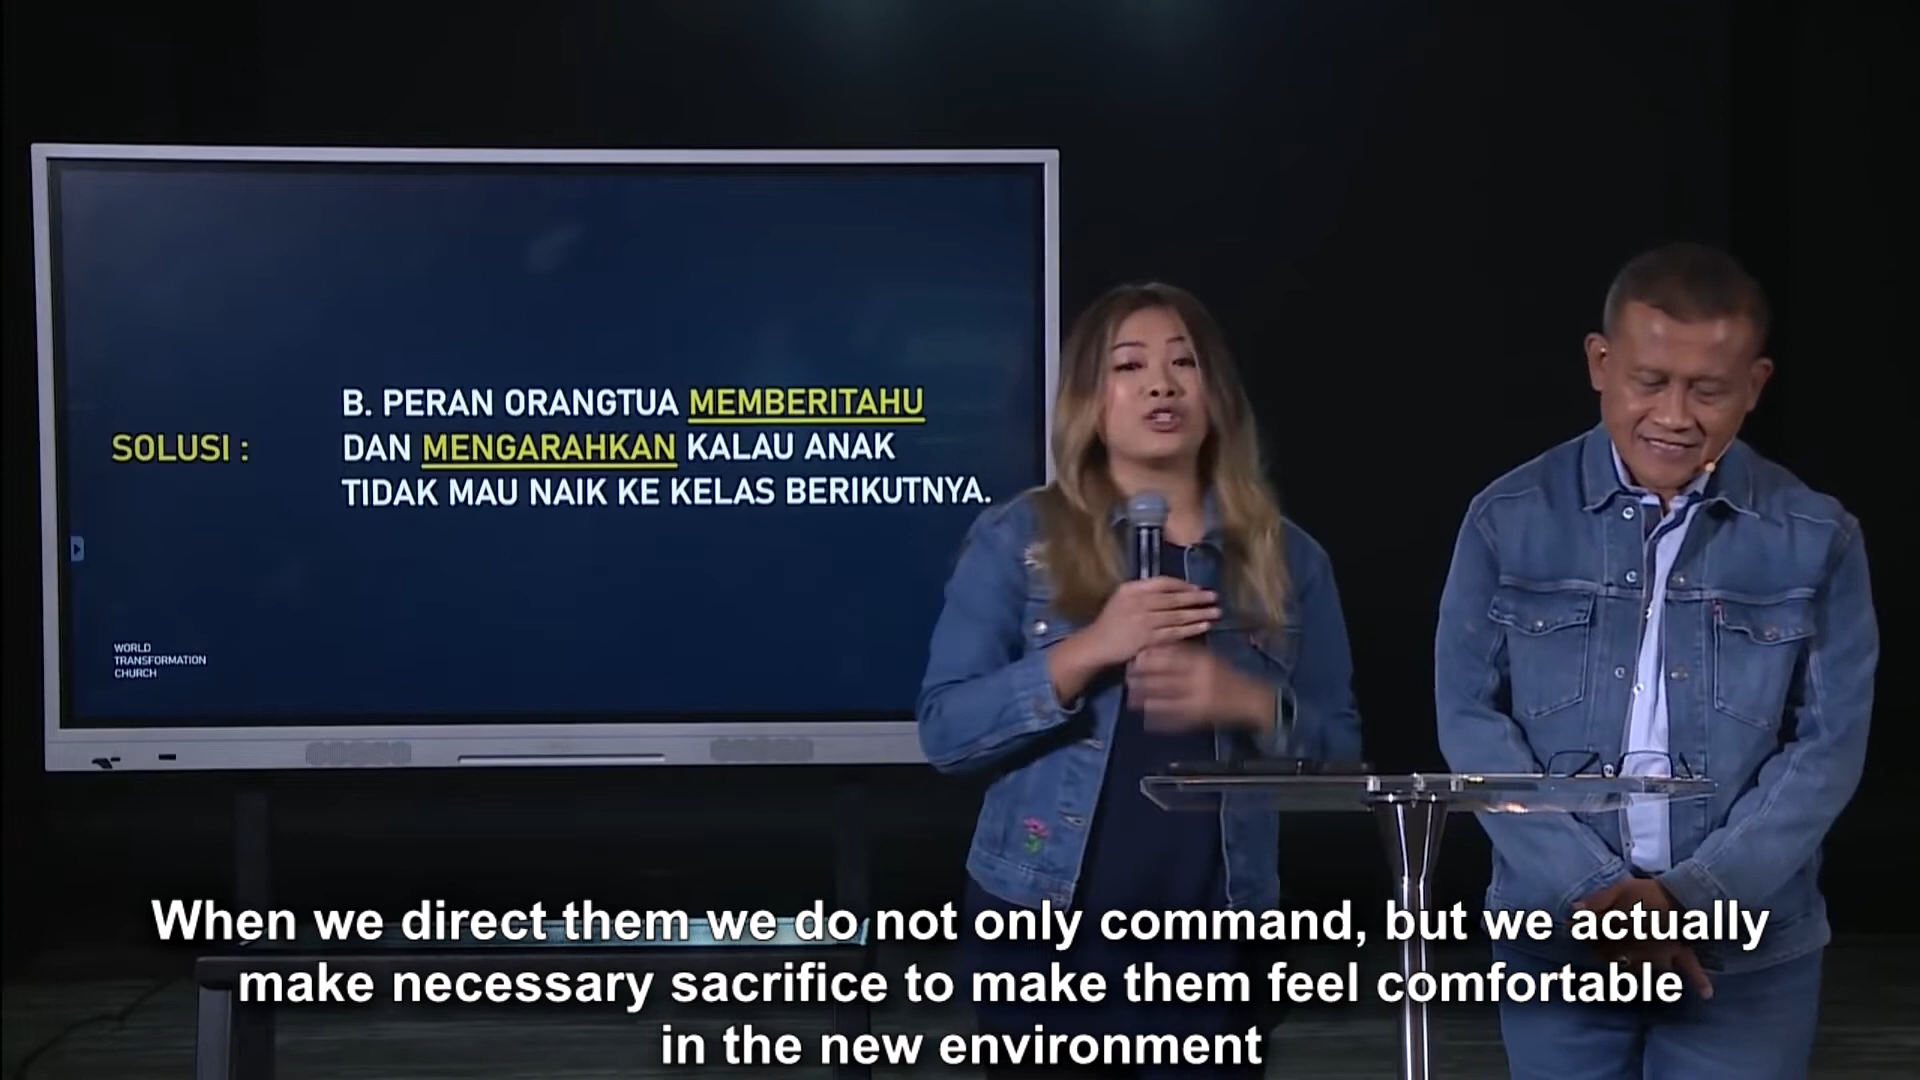 B. PERAN ORANGTUA MEMBERITAHU
SOLUSI : DAN MENGARAHKAN KALAU ANAK
TIDAK MAU NAIK KE KELAS BERIKUTNYA.
WORLD
TRANSFORMATION
CHURCH
When we direct them we do not only command, but we actually
make necessary sacrifice to make them feel comfortable
in the new environment